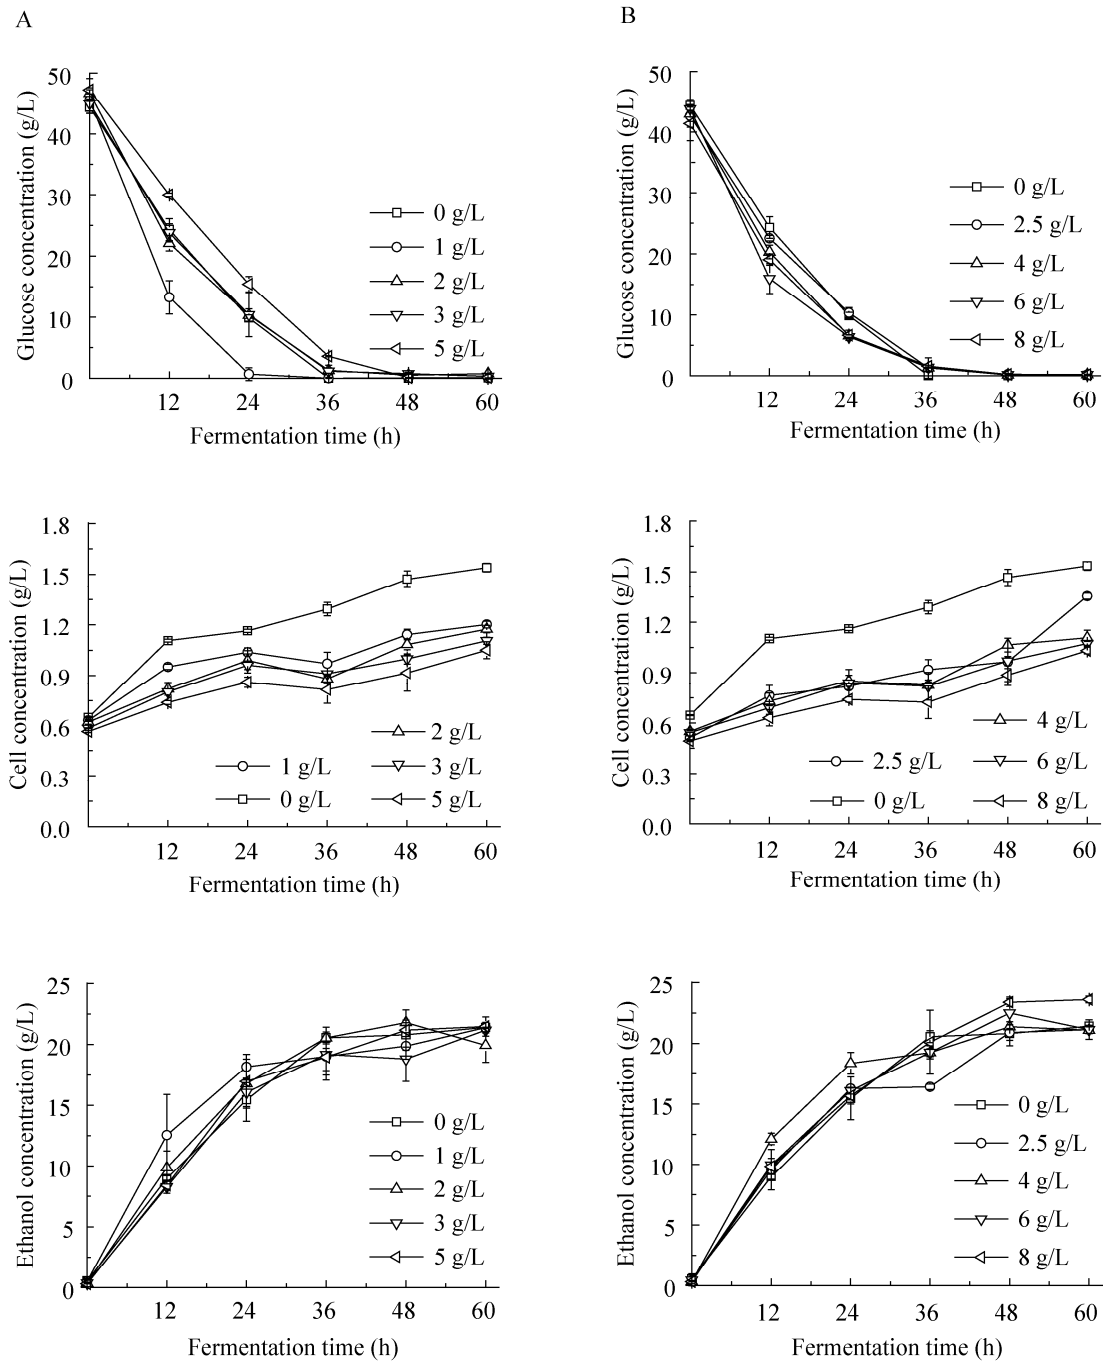 A
B
Glucose concentration (g/L)
50
40
30
20
10
0
0 g/L
1 g/L
2 g/L
3 g/L
5 g/L
12 24 36 48 60
Fermentation time (h)
Glucose concentration (g/L)
50
40
30
20
10
0
0 g/L
2.5 g/L
4 g/L
6 g/L
8 g/L
12 24 36 48 60
Fermentation time (h)
Cell concentration (g/L)
1.8
1.5
1.2
0.9
0.6
0.3
0.0
2 g/L
1 g/L 3 g/L
0 g/L 5 g/L
12 24 36 48 60
Fermentation time (h)
Cell concentration (g/L)
1.8
1.5
1.2
0.9
0.6
0.3
0.0
4 g/L
2.5 g/L 6 g/L
0 g/L 8 g/L
12 24 36 48 60
Fermentation time (h)
Ethanol concentration (g/L)
25
20
15
10
5
0
0 g/L
1 g/L
2 g/L
3 g/L
5 g/L
12 24 36 48 60
Fermentation time (h)
Ethanol concentration (g/L)
25
20
15
10
5
0
0 g/L
2.5 g/L
4 g/L
6 g/L
8 g/L
12 24 36 48 60
Fermentation time (h)